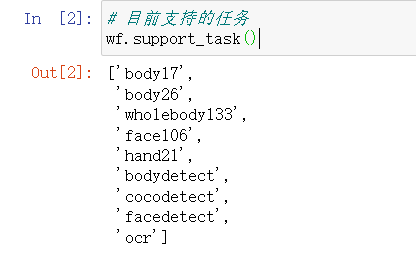 In [2]: # 目前支持的任务
wf.support_task()
Out[2]: ['body17',
'body26',
'wholebody133',
'face106',
'hand21',
'bodydetect',
'cocodetect',
'facedetect',
'ocr']